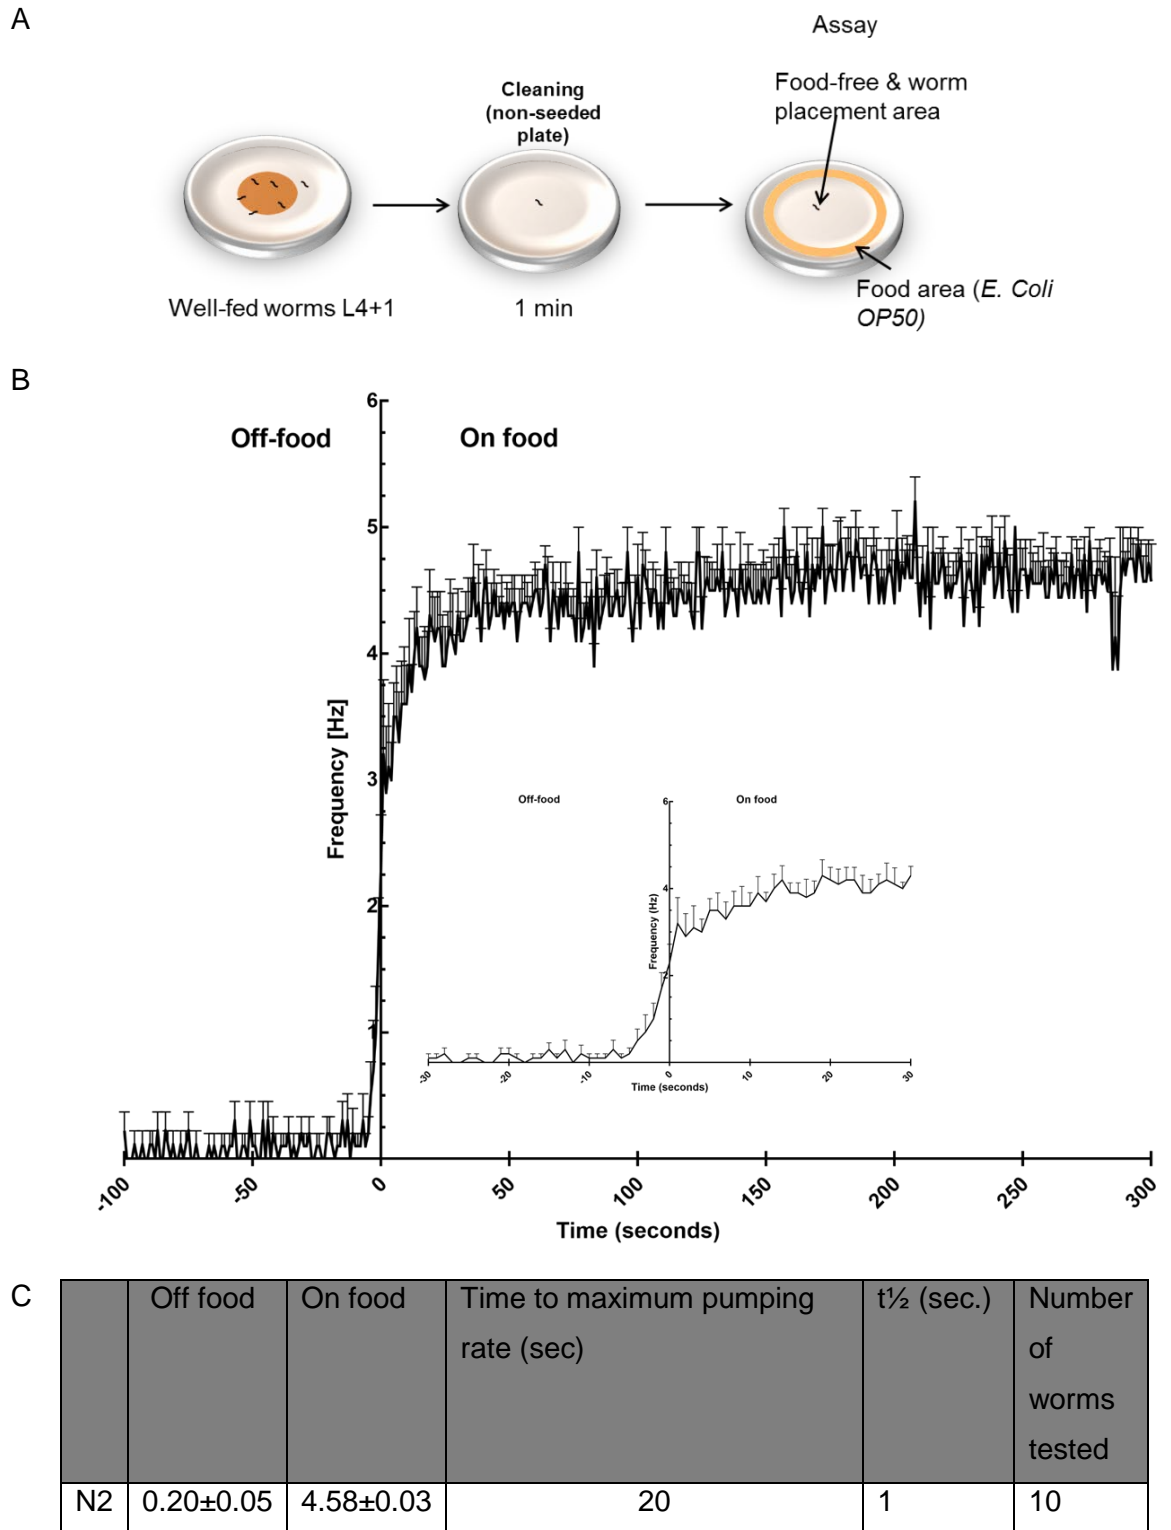 A
Assay
Food-free & worm
placement area
Cleaning
(non-seeded
plate)
Well-fed worms L4+1
1 min
Food area (E. Coli
OP50)
B
Off-food
On food
6
5
4
3
2
1
Frequency [Hz]
-100
-50
0
50
100
150
200
250
300
Time (seconds)
Off-food
On food
6
4
2
Frequency (Hz)
-30
-20
-10
0
10
20
30
Time (seconds)
C
Off food On food Time to maximum pumping t½ (sec.) Number
rate (sec) of
worms
tested
N2 0.20±0.05 4.58±0.03 20 1 10